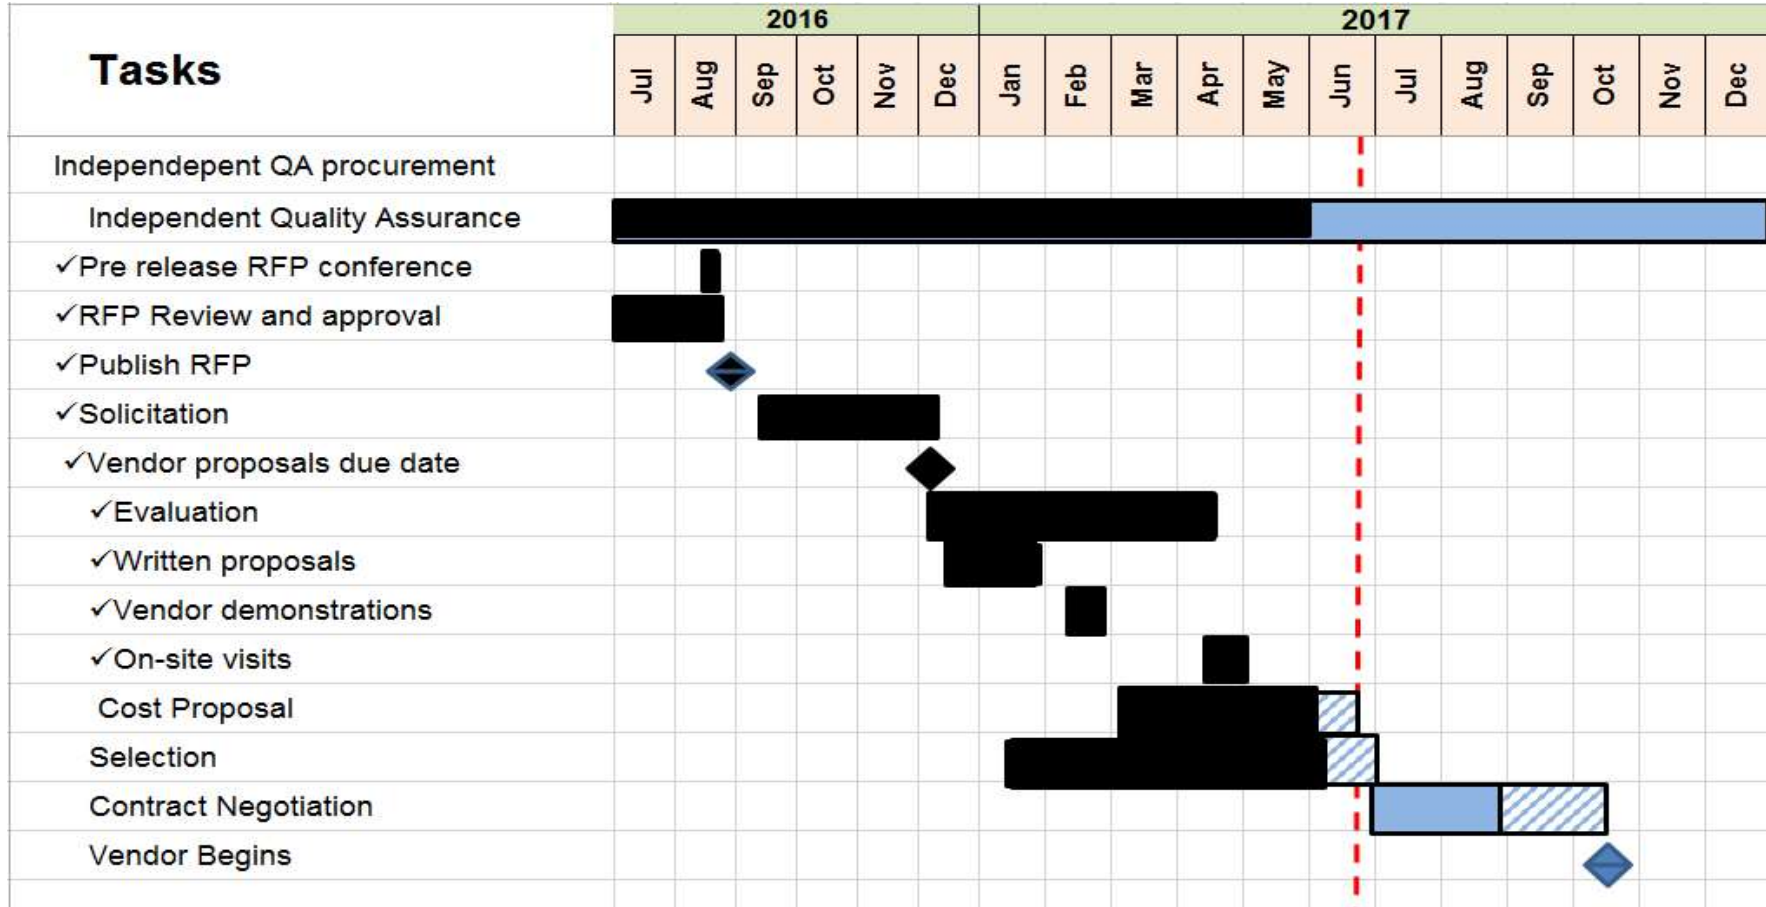 2016 2017
Tasks
Jul Aug Sep Oct Nov Dec Jan Feb Mar Apr May Jun Jul Aug Sep Oct Nov Dec
Independepent QA procurement
Independent Quality Assurance
✓Pre release RFP conference
✓RFP Review and approval
✓Publish RFP
✓Solicitation
✓Vendor proposals due date
✓Evaluation
✓Written proposals
✓Vendor demonstrations
✓On-site visits
Cost Proposal
Selection
Contract Negotiation
Vendor Begins